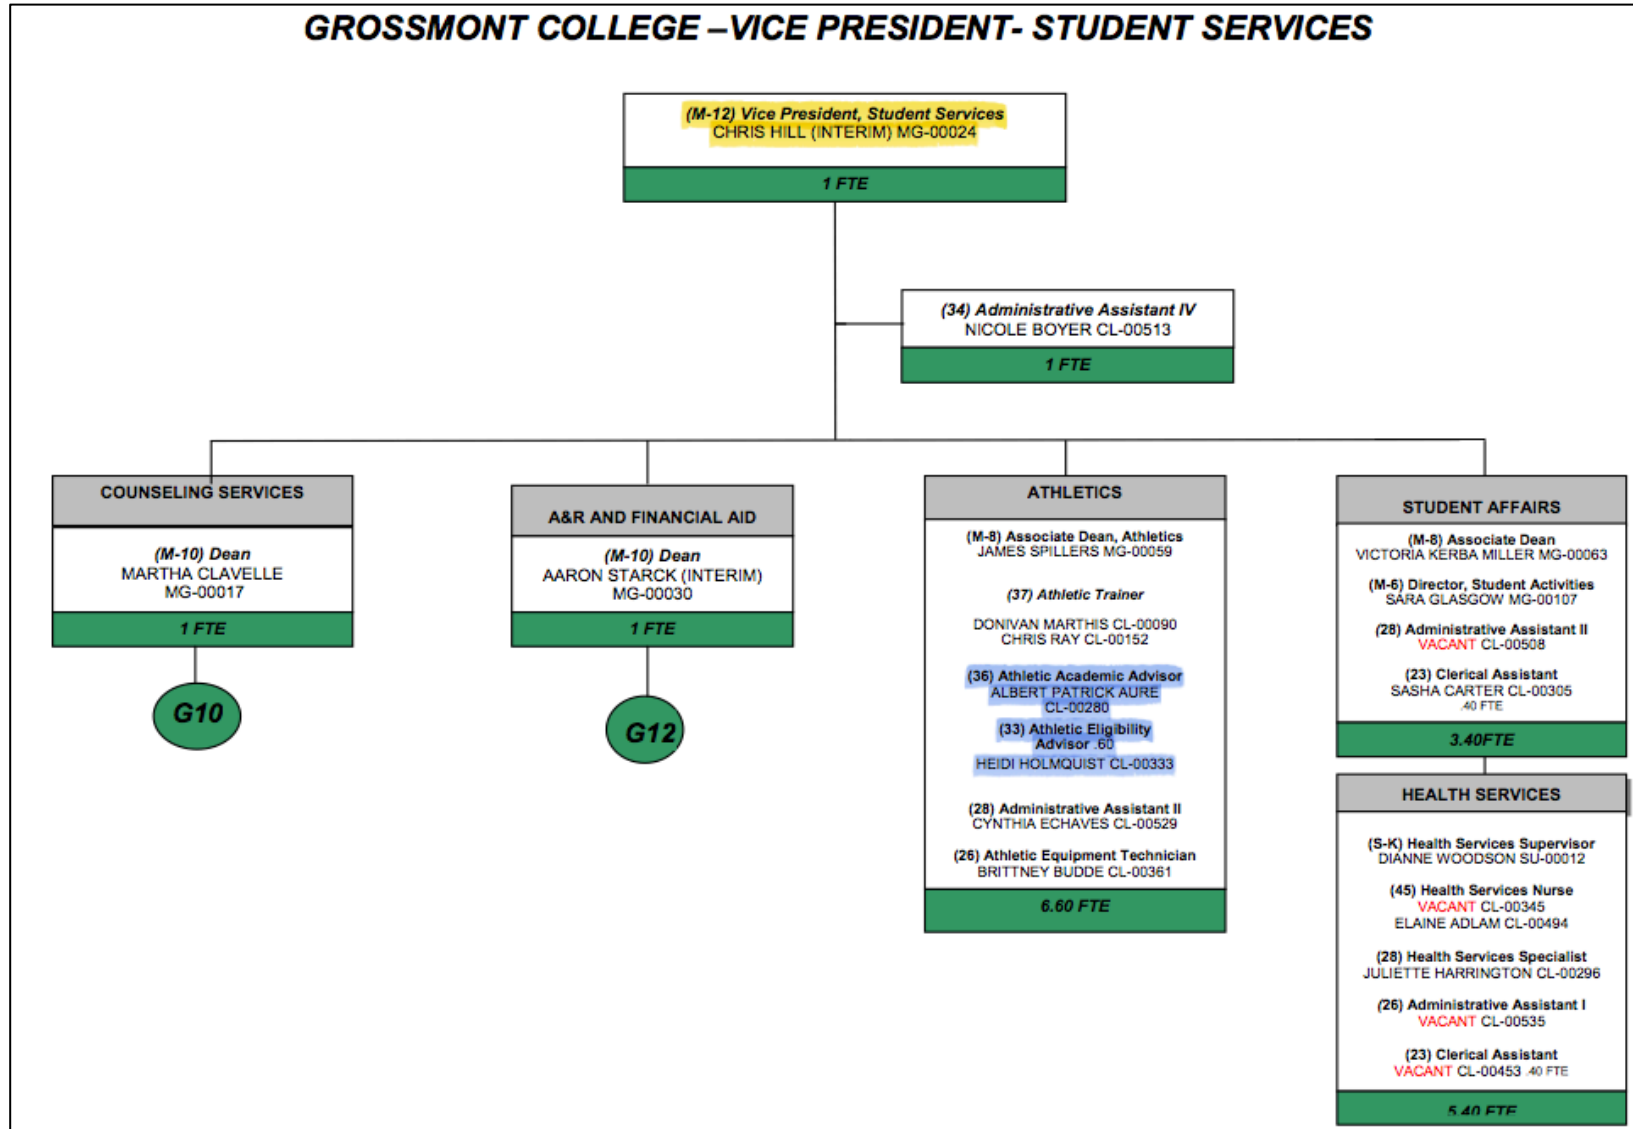 GROSSMONT COLLEGE –VICE PRESIDENT- STUDENT SERVICES
(M-12) Vice President, Student Services
CHRIS HILL (INTERIM) MG-00024
1 FTE
(34) Administrative Assistant IV
NICOLE BOYER CL-00513
1 FTE
COUNSELING SERVICES
(M-10) Dean
MARTHA CLAVELLE
MG-00017
1 FTE
G10
A&R AND FINANCIAL AID
(M-10) Dean
AARON STARCK (INTERIM)
MG-00030
1 FTE
G12
ATHLETICS
(M-8) Associate Dean, Athletics
JAMES SPILLERS MG-00059
(37) Athletic Trainer
DONIVAN MARTHIS CL-00090
CHRIS RAY CL-00152
(36) Athletic Academic Advisor
ALBERT PATRICK AURE
CL-00280
(33) Athletic Eligibility
Advisor .60
HEIDI HOLMQUIST CL-00333
(28) Administrative Assistant II
CYNTHIA ECHAVES CL-00529
(26) Athletic Equipment Technician
BRITTNEY BUDDE CL-00361
6.60 FTE
STUDENT AFFAIRS
(M-8) Associate Dean
VICTORIA KERBA MILLER MG-00063
(M-6) Director, Student Activities
SARA GLASGOW MG-00107
(28) Administrative Assistant II
VACANT CL-00508
(23) Clerical Assistant
SASHA CARTER CL-00305
.40 FTE
3.40FTE
HEALTH SERVICES
(S-K) Health Services Supervisor
DIANNE WOODSON SU-00012
(45) Health Services Nurse
VACANT CL-00345
ELAINE ADLAM CL-00494
(28) Health Services Specialist
JULIETTE HARRINGTON CL-00296
(26) Administrative Assistant I
VACANT CL-00535
(23) Clerical Assistant
VACANT CL-00453 .40 FTE
5.40 FTE